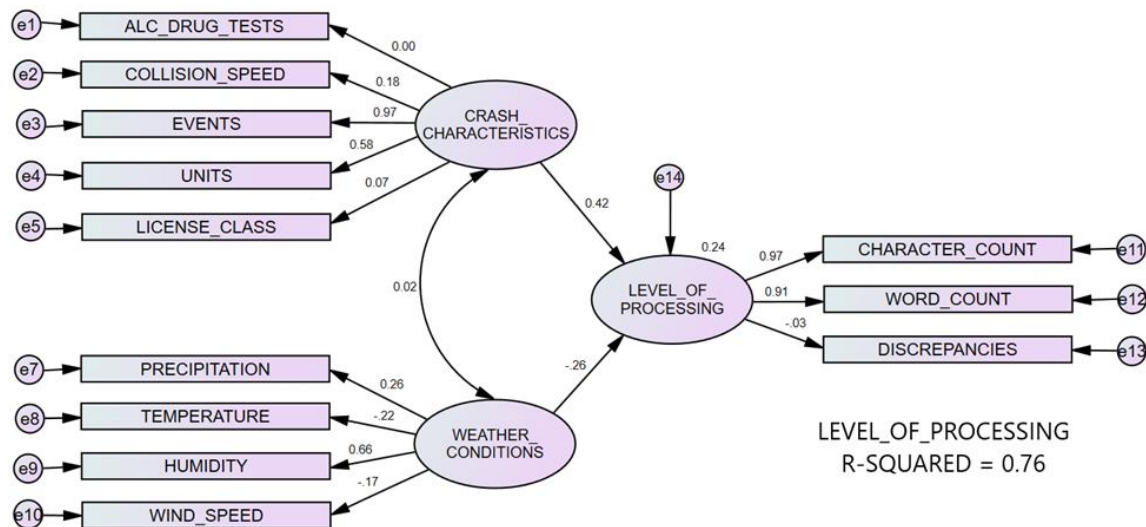 e1
ALC_DRUG_TESTS
0.00
e2
COLLISION_SPEED
0.18
e3
EVENTS
0.97
e4
UNITS
0.58
e5
LICENSE_CLASS
0.07
CRASH_
CHARACTERISTICS
0.42
e14
0.24
LEVEL_OF_
PROCESSING
0.97
CHARACTER_COUNT
e11
0.91
WORD_COUNT
e12
-.03
DISCREPANCIES
e13
0.02
-.26
e7
PRECIPITATION
0.26
e8
TEMPERATURE
-.22
e9
HUMIDITY
0.66
e10
WIND_SPEED
-.17
WEATHER_
CONDITIONS
LEVEL_OF_PROCESSING
R-SQUARED = 0.76